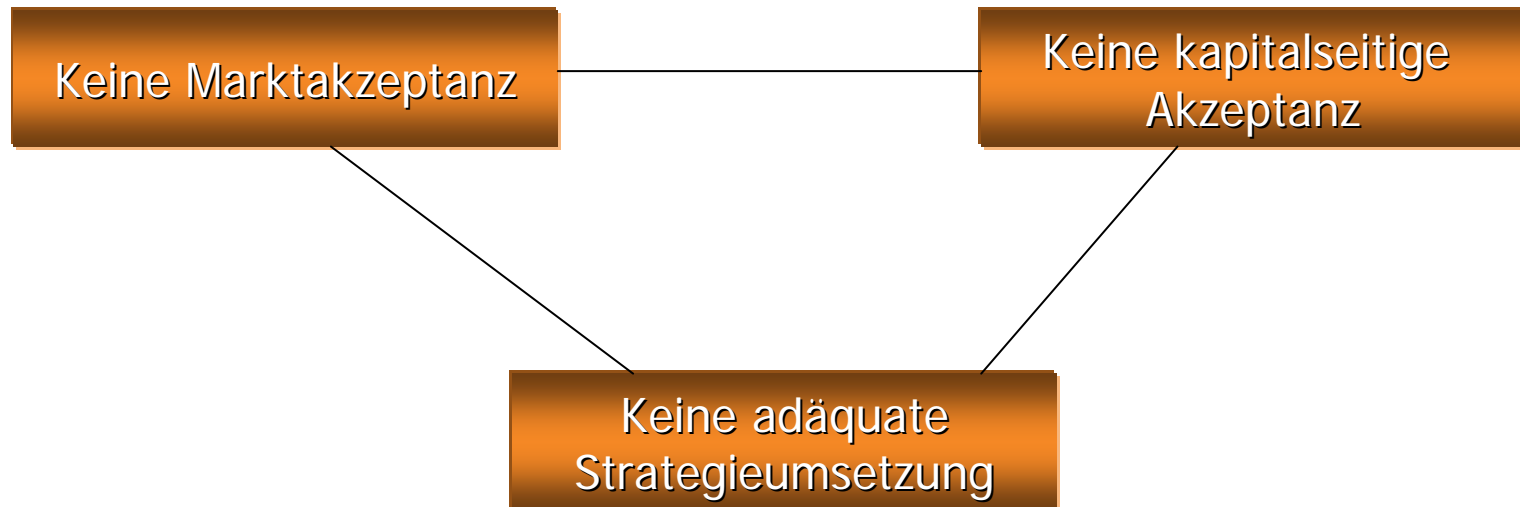 Keine Marktakzeptanz
Keine kapitalseitige
Akzeptanz
Keine adäquate
Strategieumsetzung